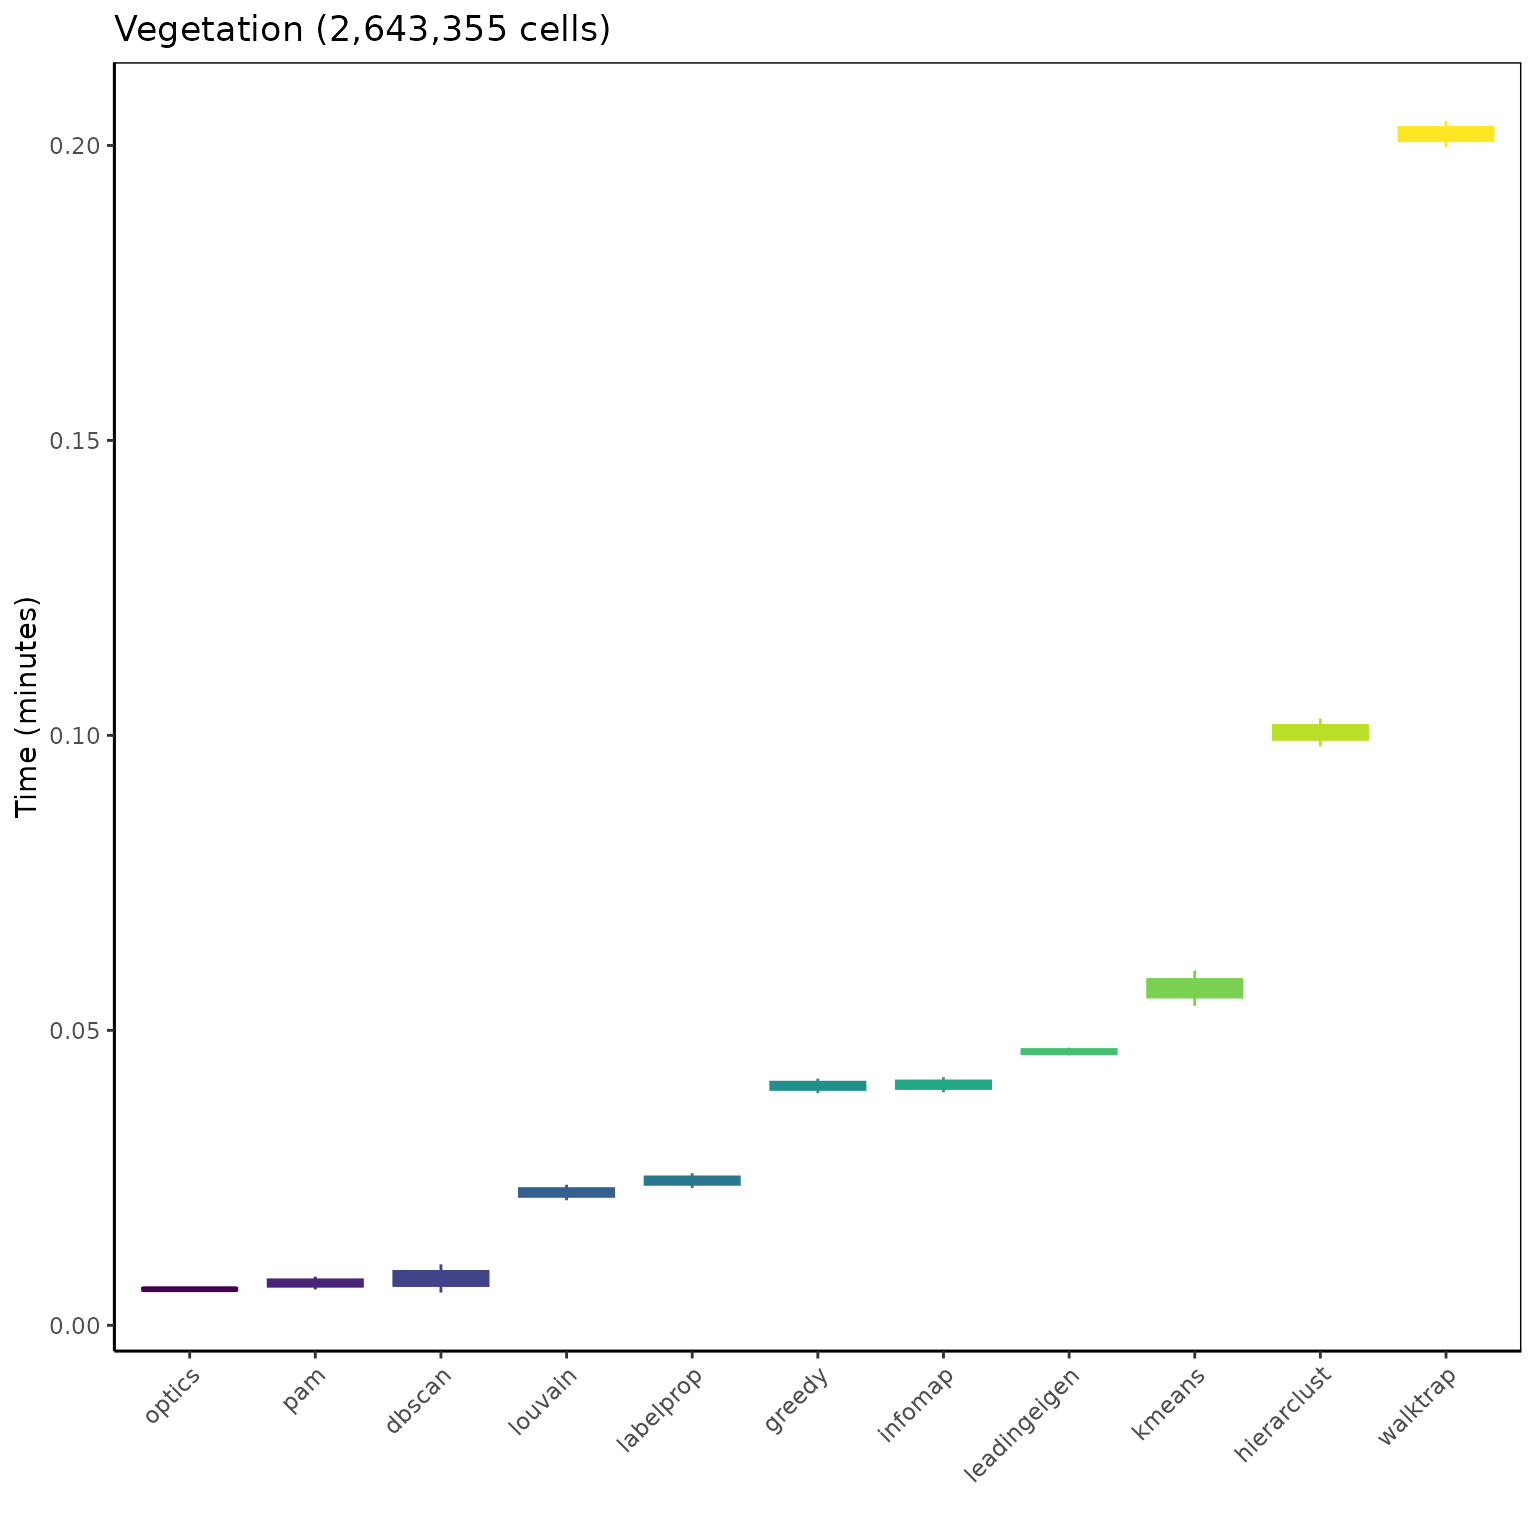 Vegetation (2,643,355 cells)
Time (minutes)
0.20
0.15
0.10
0.05
0.00
optics
pam
dbscan
louvain
labelprop
greedy
infomap
leadingeigen
kmeans
hierarclust
walktrap